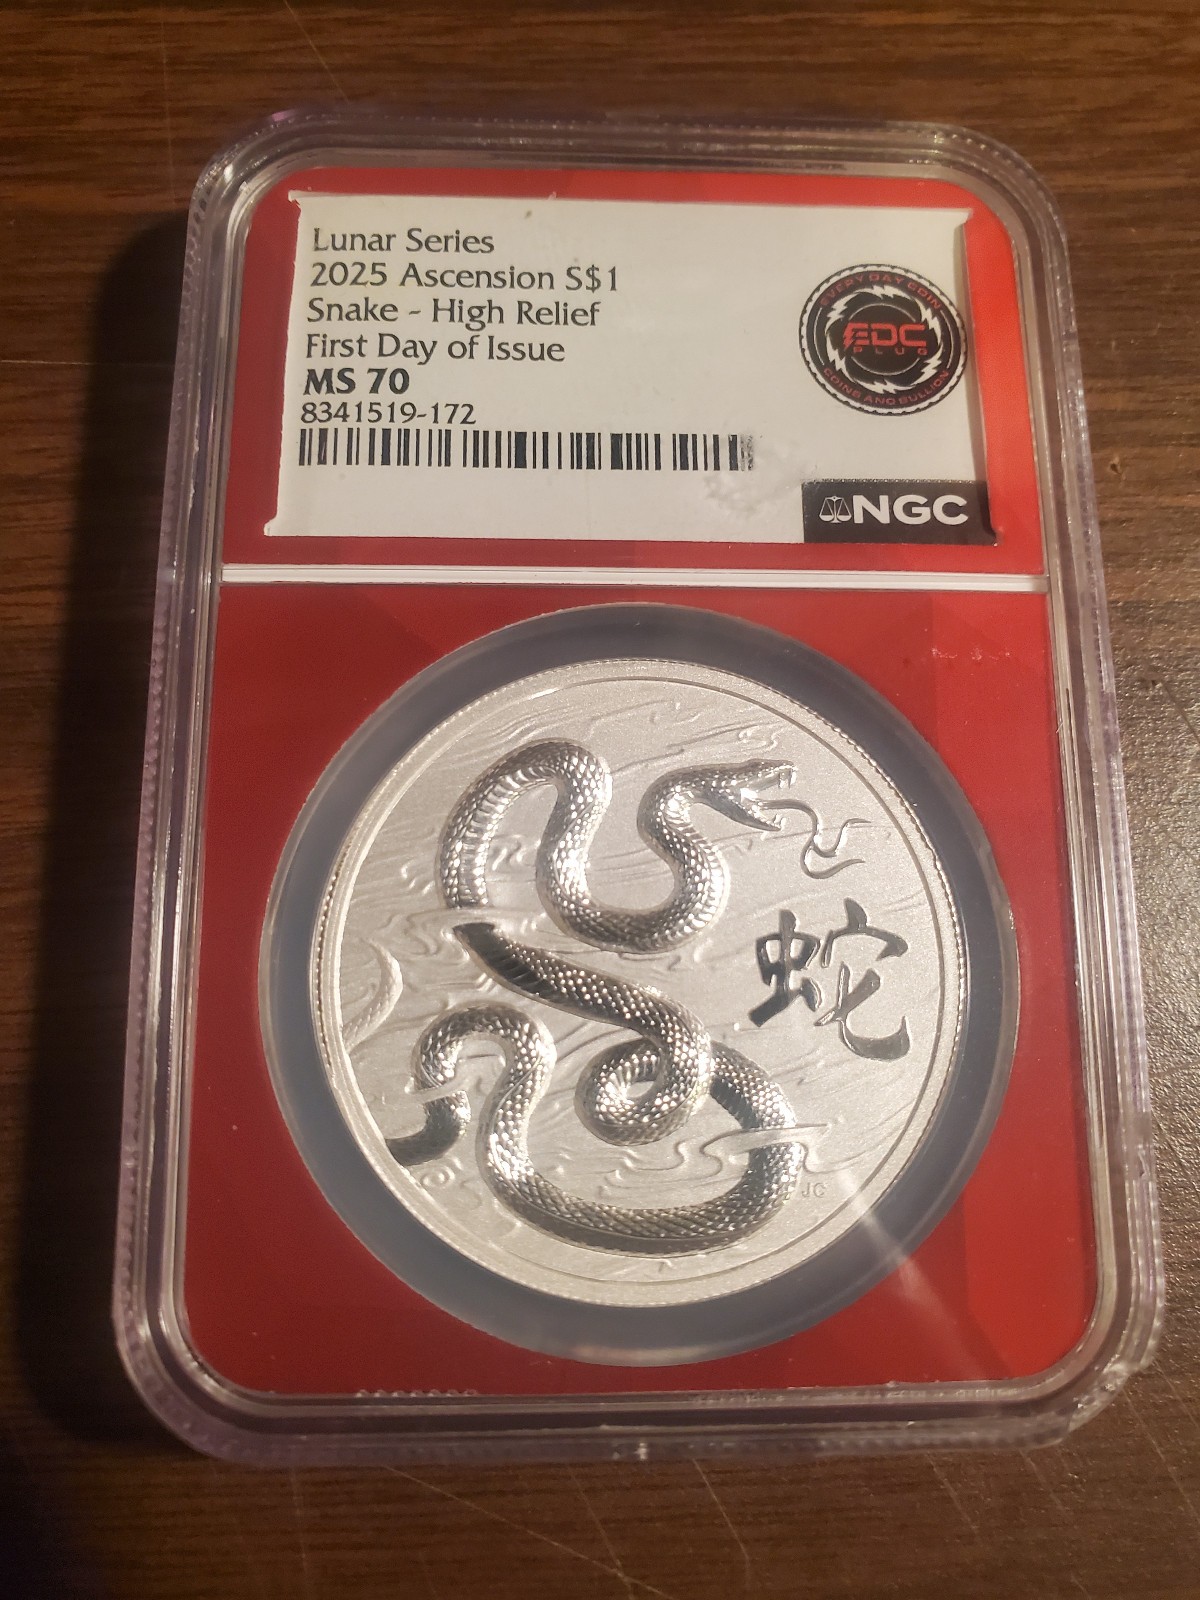 Lunar Series
2025 Ascension S$1
Snake - High Relief
First Day of Issue
MS 70
8341519-172
EVERY DAY COIN
EDC
PLUG
COINS AND BULLION
NGC
蛇
JC